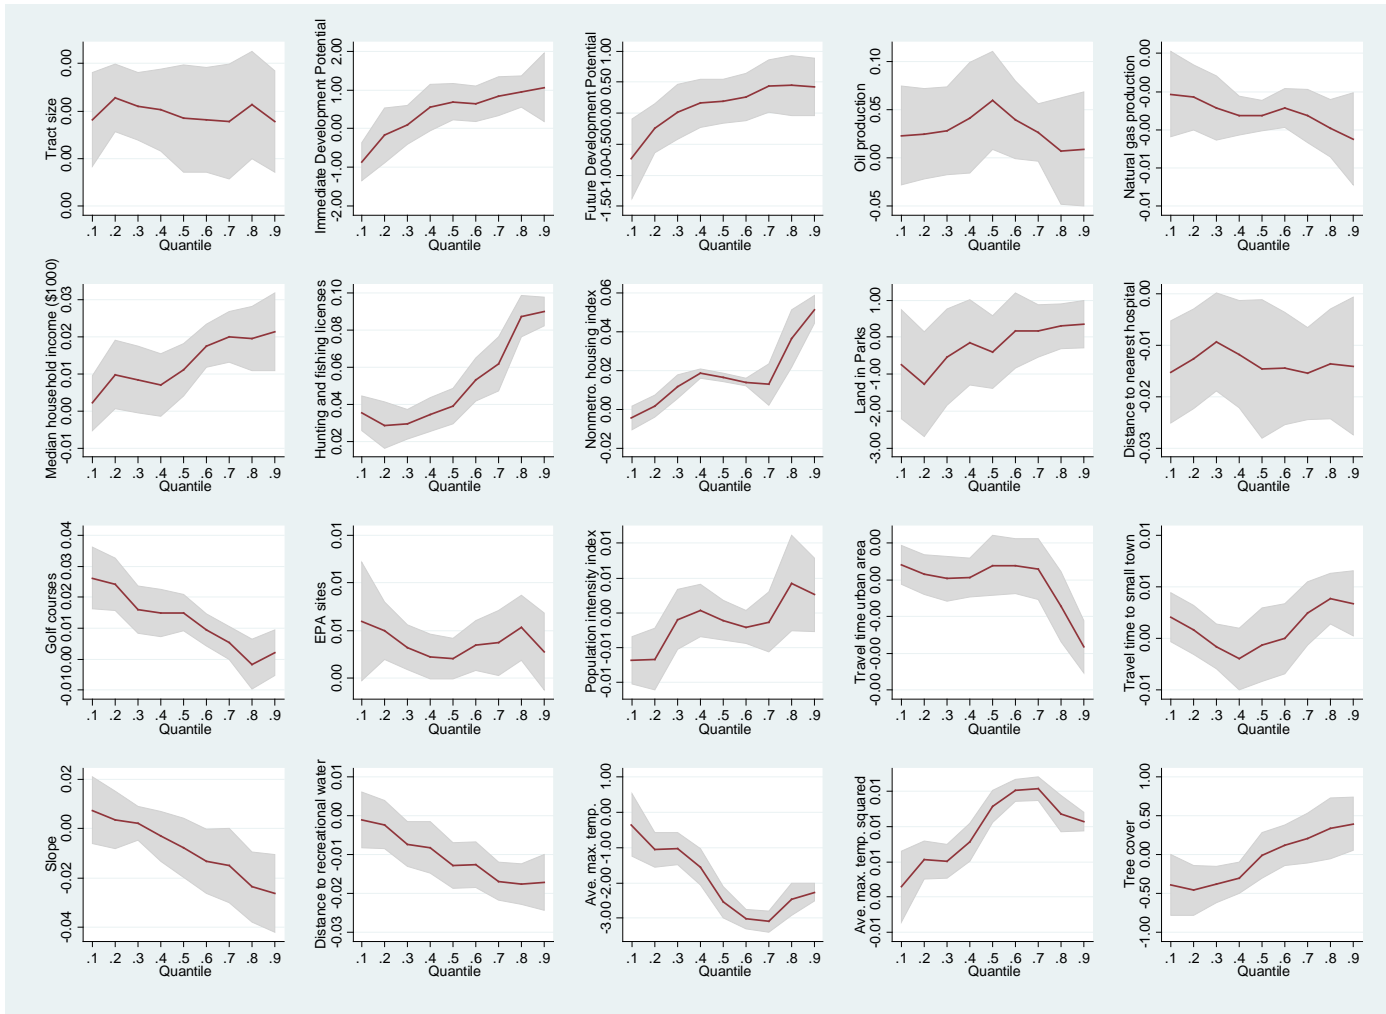 Tract size
0.00
0.00
0.00
0.00
.1 .2 .3 .4 .5 .6 .7 .8 .9
Quantile
Immediate Development Potential
-2.00 -1.00 0.00 1.00 2.00
.1 .2 .3 .4 .5 .6 .7 .8 .9
Quantile
Future Development Potential
-1.50-1.00-0.500.00 0.50 1.00
.1 .2 .3 .4 .5 .6 .7 .8 .9
Quantile
Oil production
-0.05 0.00 0.05 0.10
.1 .2 .3 .4 .5 .6 .7 .8 .9
Quantile
Natural gas production
-0.01 -0.01 -0.00 -0.00 0.00
.1 .2 .3 .4 .5 .6 .7 .8 .9
Quantile
Median household income ($1000)
-0.01 0.00 0.01 0.02 0.03
.1 .2 .3 .4 .5 .6 .7 .8 .9
Quantile
Hunting and fishing licenses
0.02 0.04 0.06 0.08 0.10
.1 .2 .3 .4 .5 .6 .7 .8 .9
Quantile
Nonmetro. housing index
-0.02 0.00 0.02 0.04 0.06
.1 .2 .3 .4 .5 .6 .7 .8 .9
Quantile
Land in Parks
-3.00 -2.00 -1.00 0.00 1.00
.1 .2 .3 .4 .5 .6 .7 .8 .9
Quantile
Distance to nearest hospital
-0.03 -0.02 -0.01 0.00
.1 .2 .3 .4 .5 .6 .7 .8 .9
Quantile
Golf courses
-0.010.00 0.01 0.02 0.03 0.04
.1 .2 .3 .4 .5 .6 .7 .8 .9
Quantile
EPA sites
0.00 0.01 0.01 0.01
.1 .2 .3 .4 .5 .6 .7 .8 .9
Quantile
Population intensity index
-0.01 -0.01 0.00 0.01 0.01
.1 .2 .3 .4 .5 .6 .7 .8 .9
Quantile
Travel time urban area
-0.00 -0.00 -0.00 0.00 0.00
.1 .2 .3 .4 .5 .6 .7 .8 .9
Quantile
Travel time to small town
-0.01 0.00 0.01 0.01
.1 .2 .3 .4 .5 .6 .7 .8 .9
Quantile
Slope
-0.04 -0.02 0.00 0.02
.1 .2 .3 .4 .5 .6 .7 .8 .9
Quantile
Distance to recreational water
-0.03 -0.02 -0.01 0.00 0.01
.1 .2 .3 .4 .5 .6 .7 .8 .9
Quantile
Ave. max. temp.
-3.00 -2.00 -1.00 0.00 1.00
.1 .2 .3 .4 .5 .6 .7 .8 .9
Quantile
Ave. max. temp. squared
-0.01 0.00 0.01 0.01 0.01
.1 .2 .3 .4 .5 .6 .7 .8 .9
Quantile
Tree cover
-1.00 -0.50 0.00 0.50 1.00
.1 .2 .3 .4 .5 .6 .7 .8 .9
Quantile